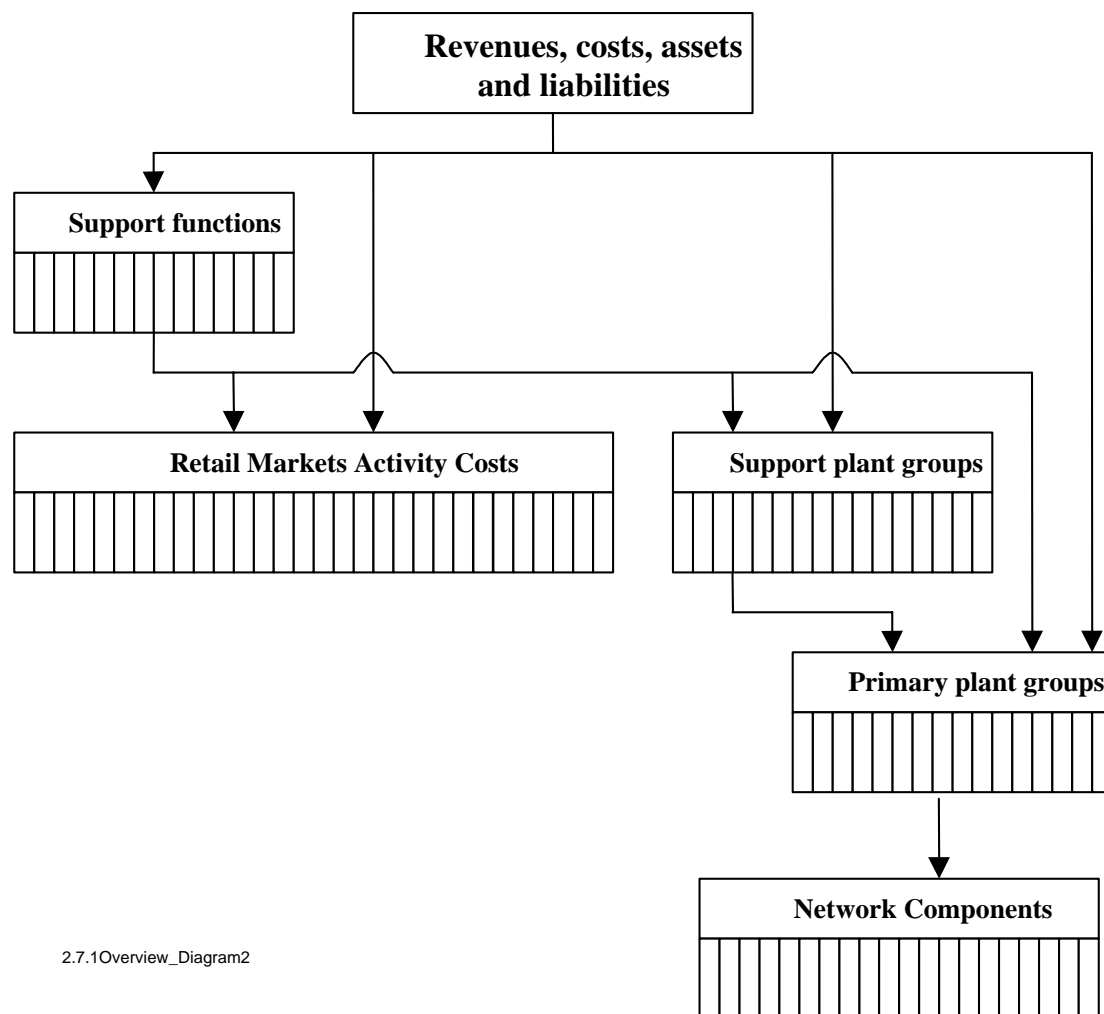 Revenues, costs, assets
and liabilities
Support functions
Retail Markets Activity Costs
Support plant groups
Primary plant groups
Network Components
2.7.1Overview_Diagram2